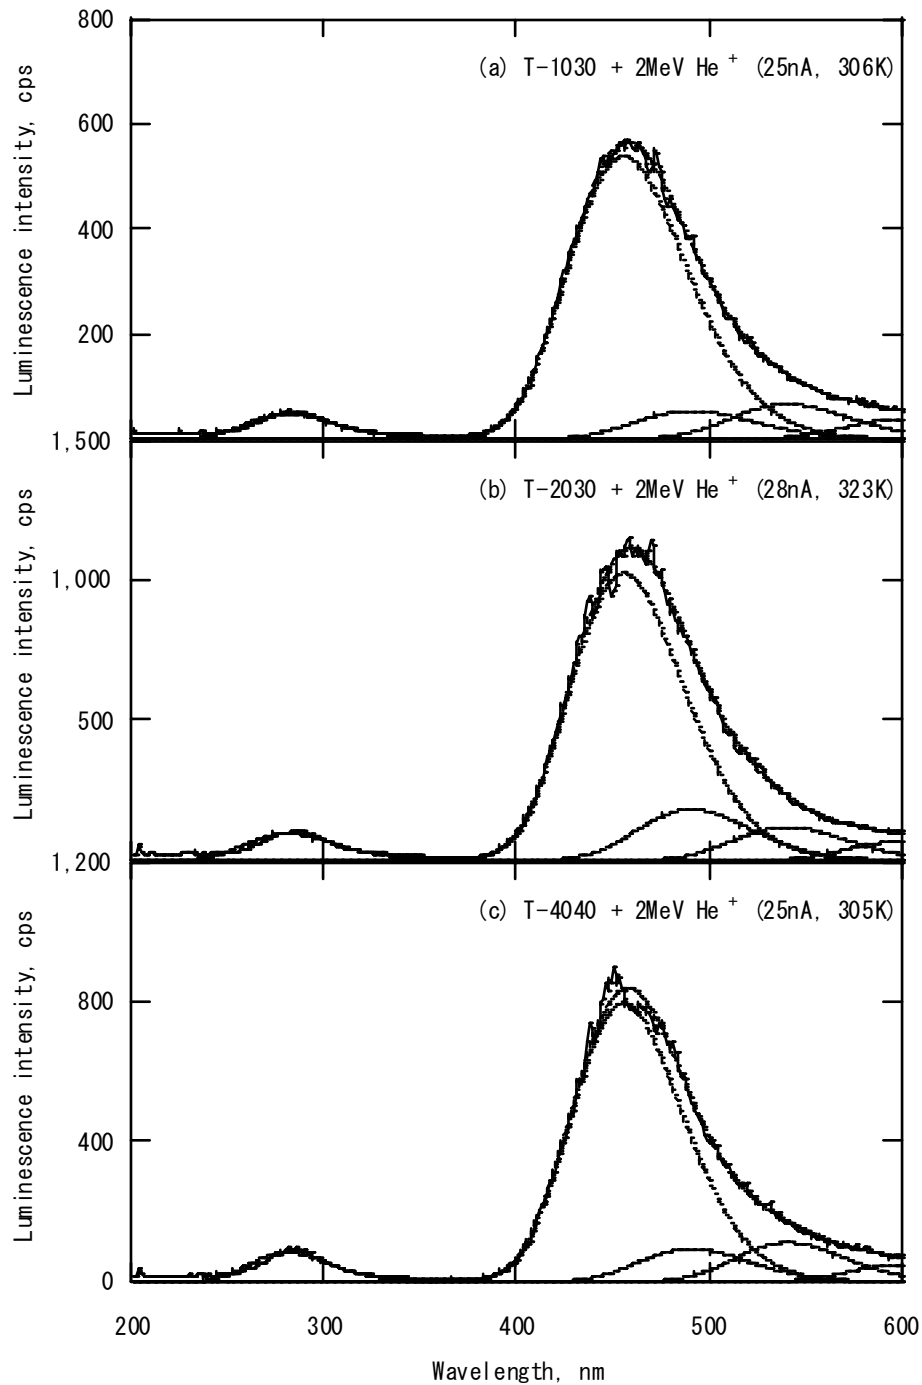 800
(a) T-1030 + 2MeV He + (25nA, 306K)
600
400
200
Luminescence intensity, cps
1,500
(b) T-2030 + 2MeV He + (28nA, 323K)
1,000
500
Luminescence intensity, cps
1,200
(c) T-4040 + 2MeV He + (25nA, 305K)
800
400
0
Luminescence intensity, cps
200 300 400 500 600
Wavelength, nm